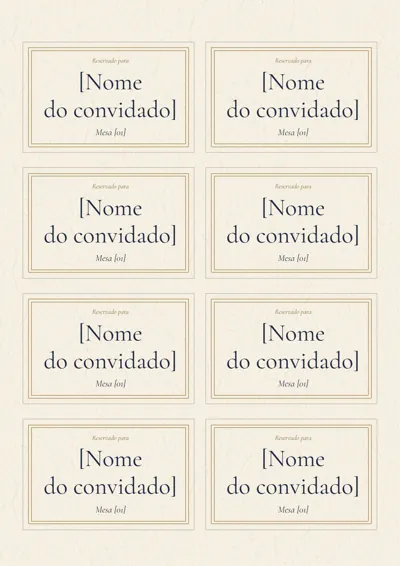 Reservado para
[Nome
do convidado]
Mesa [01]
Reservado para
[Nome
do convidado]
Mesa [01]
Reservado para
[Nome
do convidado]
Mesa [01]
Reservado para
[Nome
do convidado]
Mesa [01]
Reservado para
[Nome
do convidado]
Mesa [01]
Reservado para
[Nome
do convidado]
Mesa [01]
Reservado para
[Nome
do convidado]
Mesa [01]
Reservado para
[Nome
do convidado]
Mesa [01]